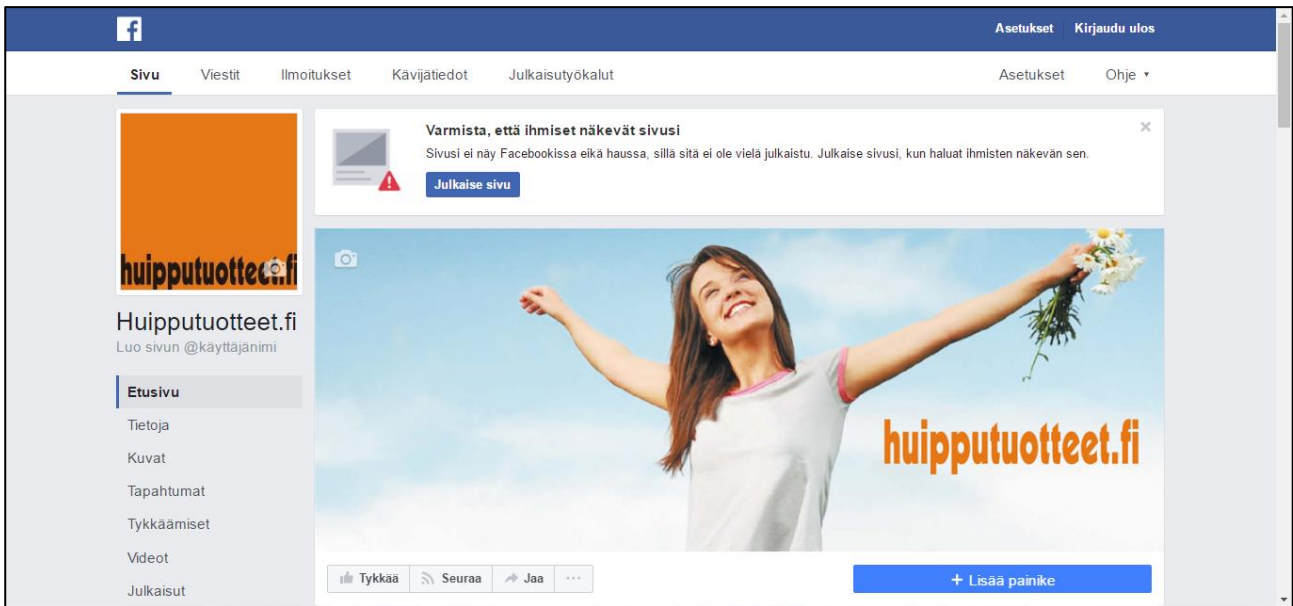 Asetukset Kirjaudu ulos
Sivu Viestit Ilmoitukset Kävijätiedot Julkaisutyökalut Asetukset Ohje
Varmista, että ihmiset näkevät sivusi
Sivusi ei näy Facebookissa eikä haussa, sillä sitä ei ole vielä julkaistu. Julkaise sivusi, kun haluat ihmisten näkevän sen.
Julkaise sivu
huipputuotteet.fi
Huipputuotteet.fi
Luo sivun @käyttäjänimi
Etusivu
Tietoja
Kuvat
Tapahtumat
Tykkäämiset
Videot
Julkaisut
huipputuotteet.fi
Tykkää Seuraa Jaa ...
+ Lisää painike